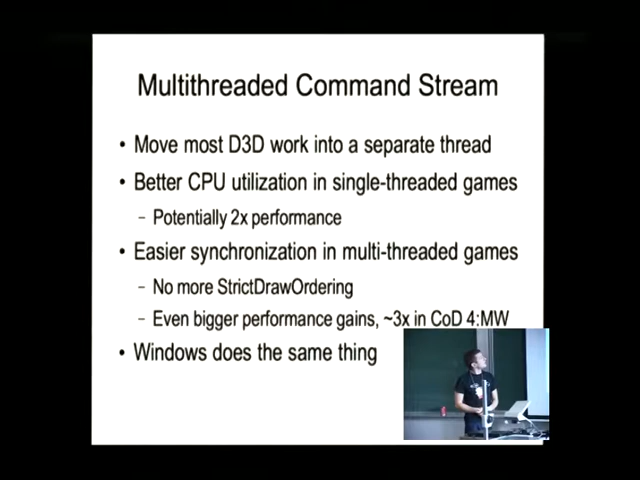 Multithreaded Command Stream
• Move most D3D work into a separate thread
• Better CPU utilization in single-threaded games
– Potentially 2x performance
• Easier synchronization in multi-threaded games
– No more StrictDrawOrdering
– Even bigger performance gains, ~3x in CoD 4:MW
• Windows does the same thing